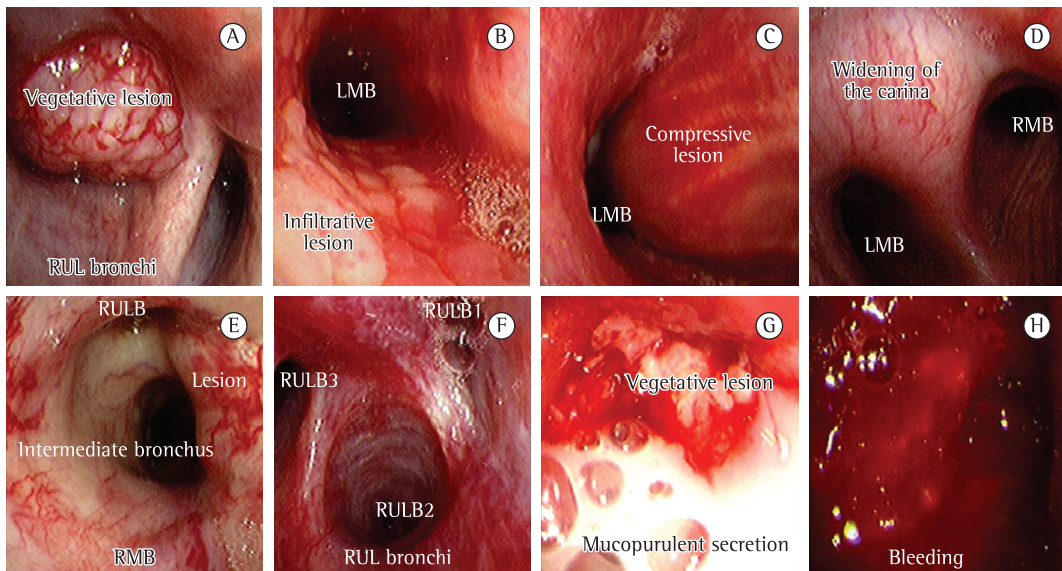 A
Vegetative lesion
RUL bronchi
B
LMB
Infiltrative
lesion
C
Compressive
lesion
LMB
D
Widening of
the carina
RMB
LMB
E
RULB
Lesion
Intermediate bronchus
RMB
F
RULB1
RULB3
RULB2
RUL bronchi
G
Vegetative lesion
Mucopurulent secretion
H
Bleeding